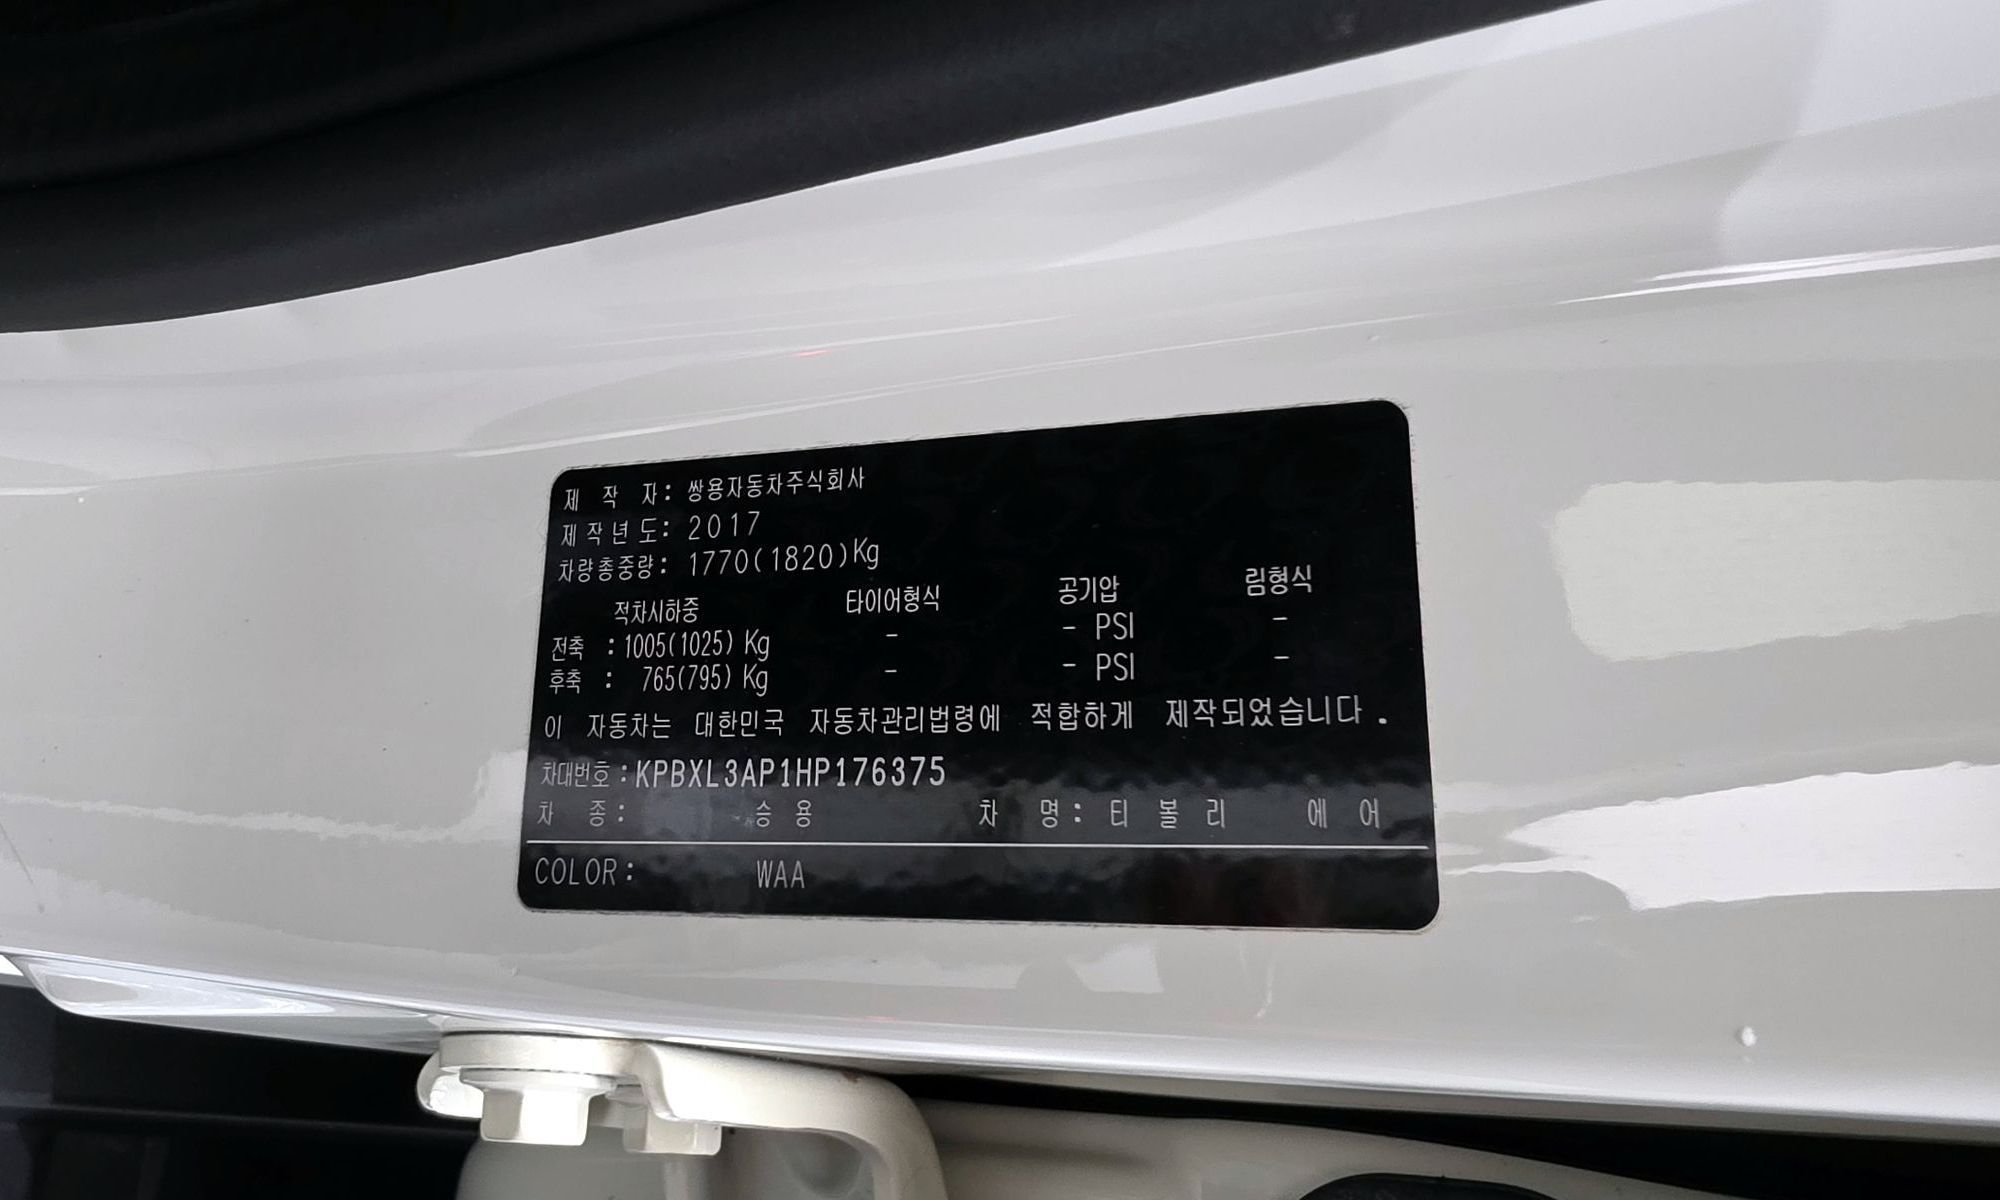 제 작 자: 쌍용자동차주식회사
제작년도: 2017
차량총중량: 1770(1820)Kg
적차시하중 타이어형식 공기압 림형식
전축 : 1005(1025) Kg - - PSI -
후축 : 765(795) Kg - - PSI -
이 자동차는 대한민국 자동차관리법령에 적합하게 제작되었습니다.
차대번호:KPBXL3AP1HP176375
차 종: 승 용 차 명: 티 볼 리 에 어
COLOR: WAA